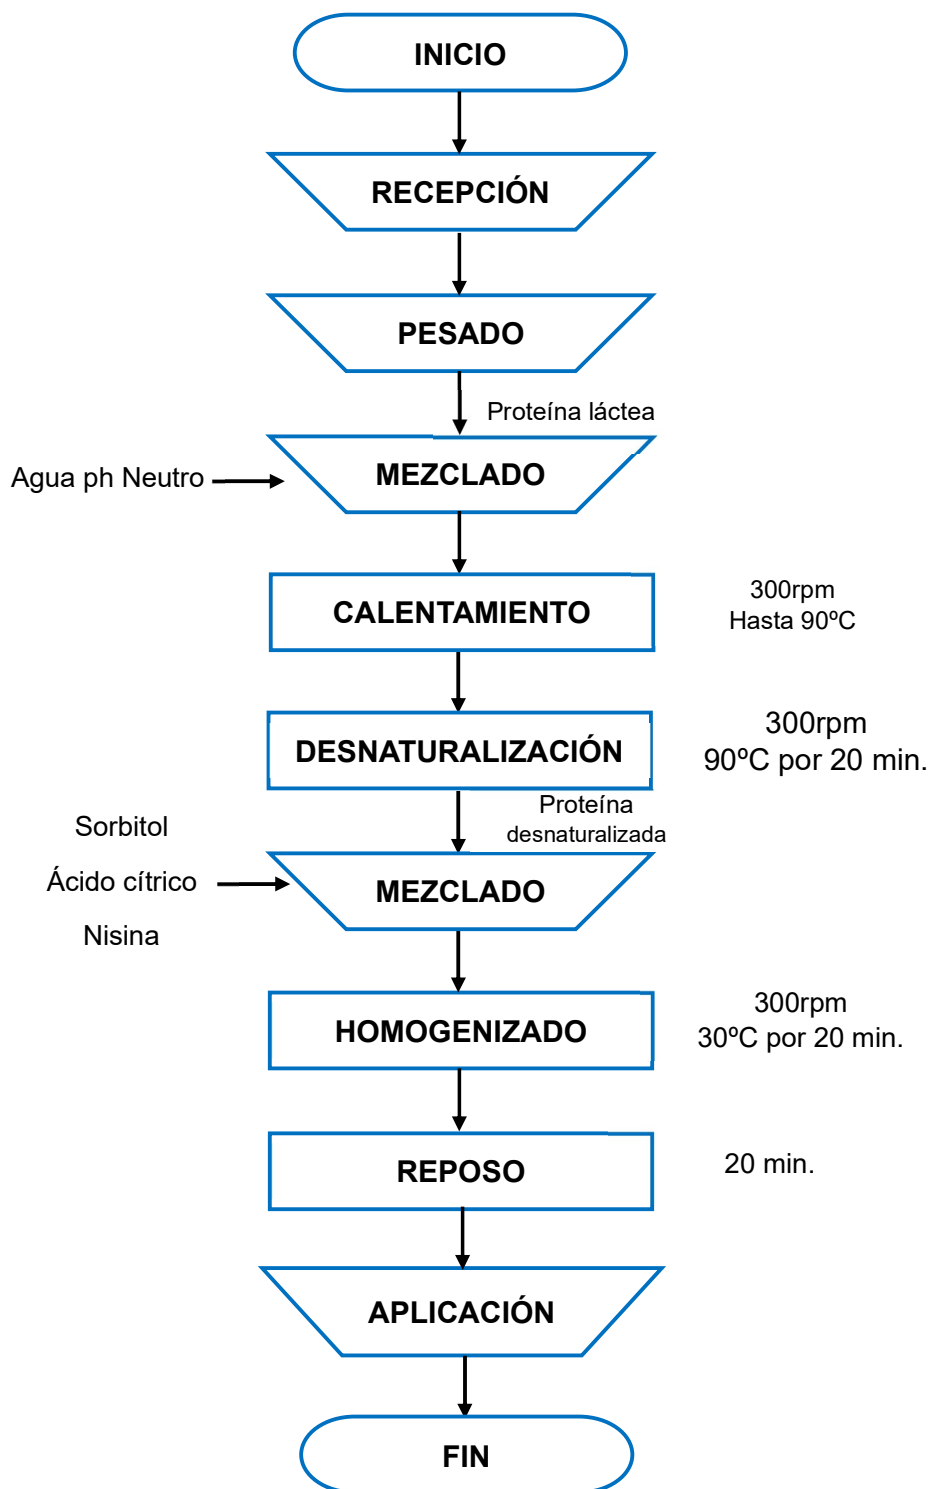 INICIO
RECEPCIÓN
PESADO
Proteína láctea
Agua ph Neutro
MEZCLADO
CALENTAMIENTO
300rpm
Hasta 90ºC
DESNATURALIZACIÓN
300rpm
90ºC por 20 min.
Proteína
desnaturalizada
Sorbitol
Ácido cítrico
Nisina
MEZCLADO
HOMOGENIZADO
300rpm
30ºC por 20 min.
REPOSO
20 min.
APLICACIÓN
FIN